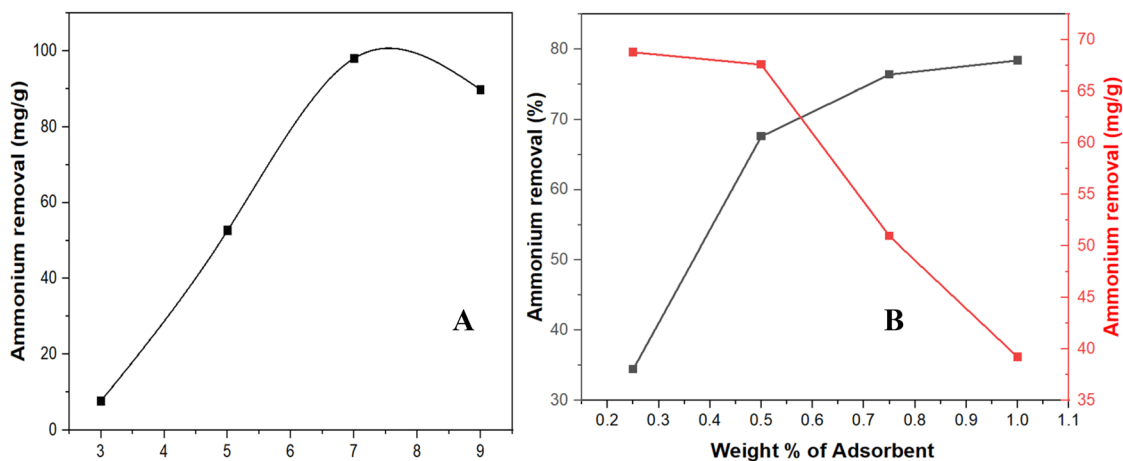 Ammonium removal (mg/g)
100
80
60
40
20
0
3 4 5 6 7 8 9
A
Ammonium removal (%)
80
70
60
50
40
30
0.2 0.3 0.4 0.5 0.6 0.7 0.8 0.9 1.0 1.1
Weight % of Adsorbent
B
70
65
60
55
50
45
40
35
Ammonium removal (mg/g)